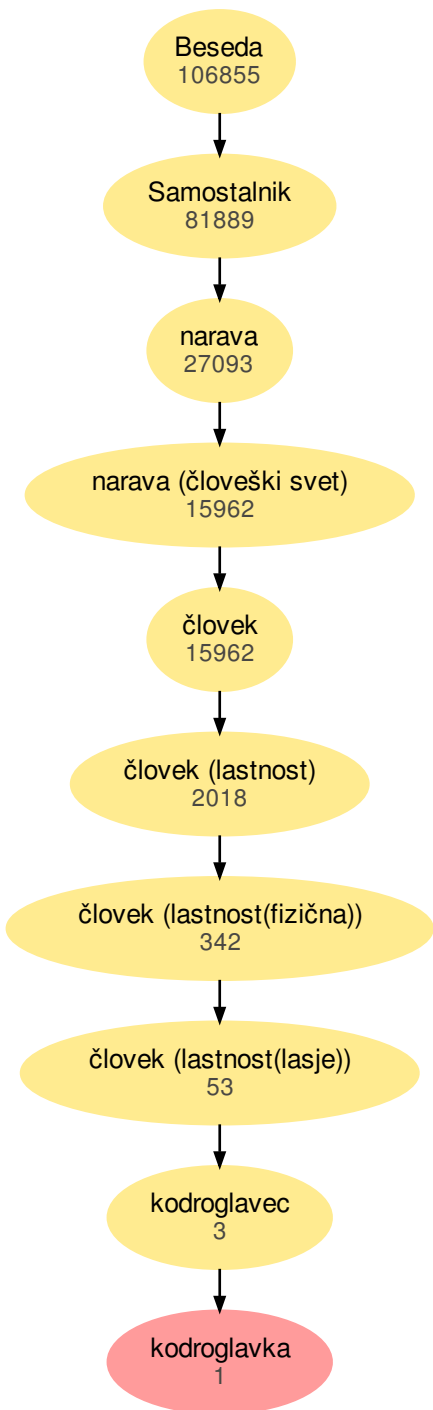 Beseda
106855
Samostalnik
81889
narava
27093
narava (človeški svet)
15962
človek
15962
človek (lastnost)
2018
človek (lastnost(fizična))
342
človek (lastnost(lasje))
53
kodroglavec
3
kodroglavka
1